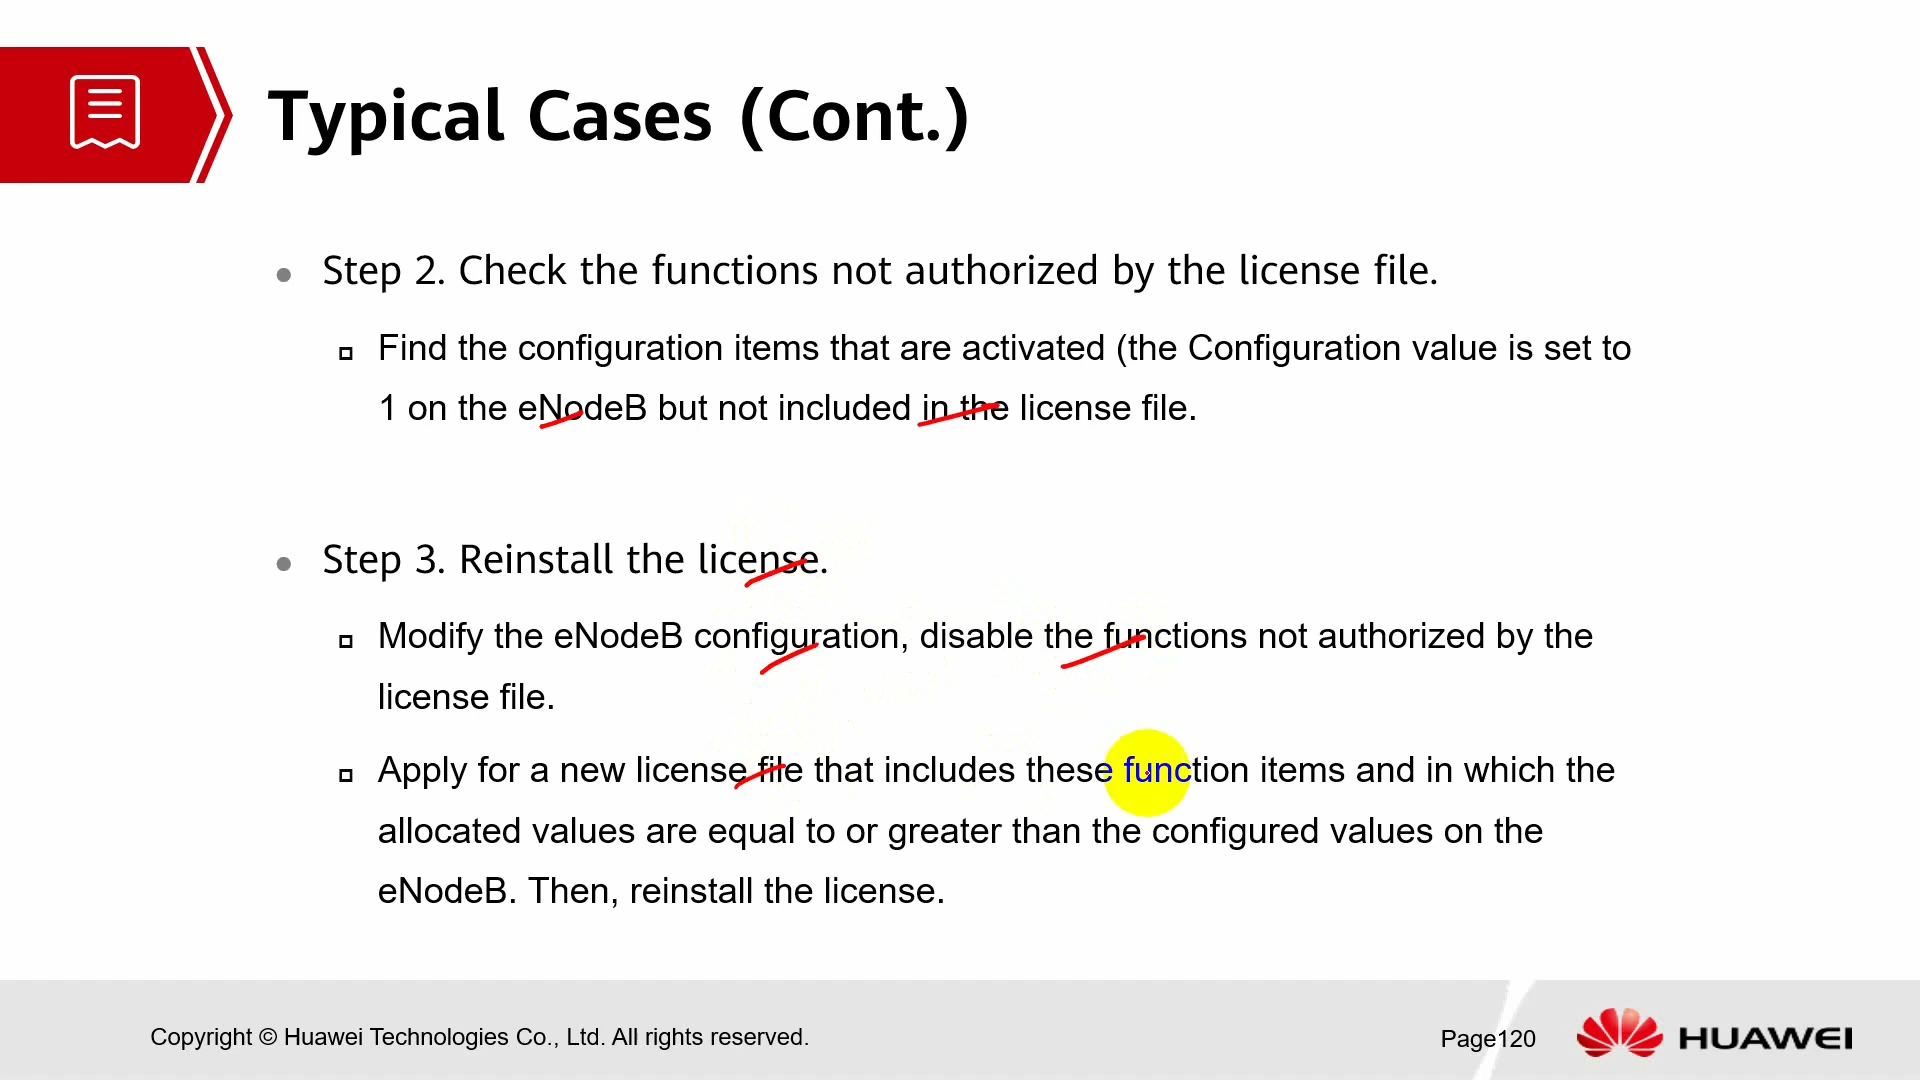 Typical Cases (Cont.)
Step 2. Check the functions not authorized by the license file.
Find the configuration items that are activated (the Configuration value is set to
1 on the eNodeB but not included in the license file.
Step 3. Reinstall the license.
Modify the eNodeB configuration, disable the functions not authorized by the
license file.
Apply for a new license file that includes these function items and in which the
allocated values are equal to or greater than the configured values on the
eNodeB. Then, reinstall the license.
Copyright © Huawei Technologies Co., Ltd. All rights reserved.
Page120
HUAWEI